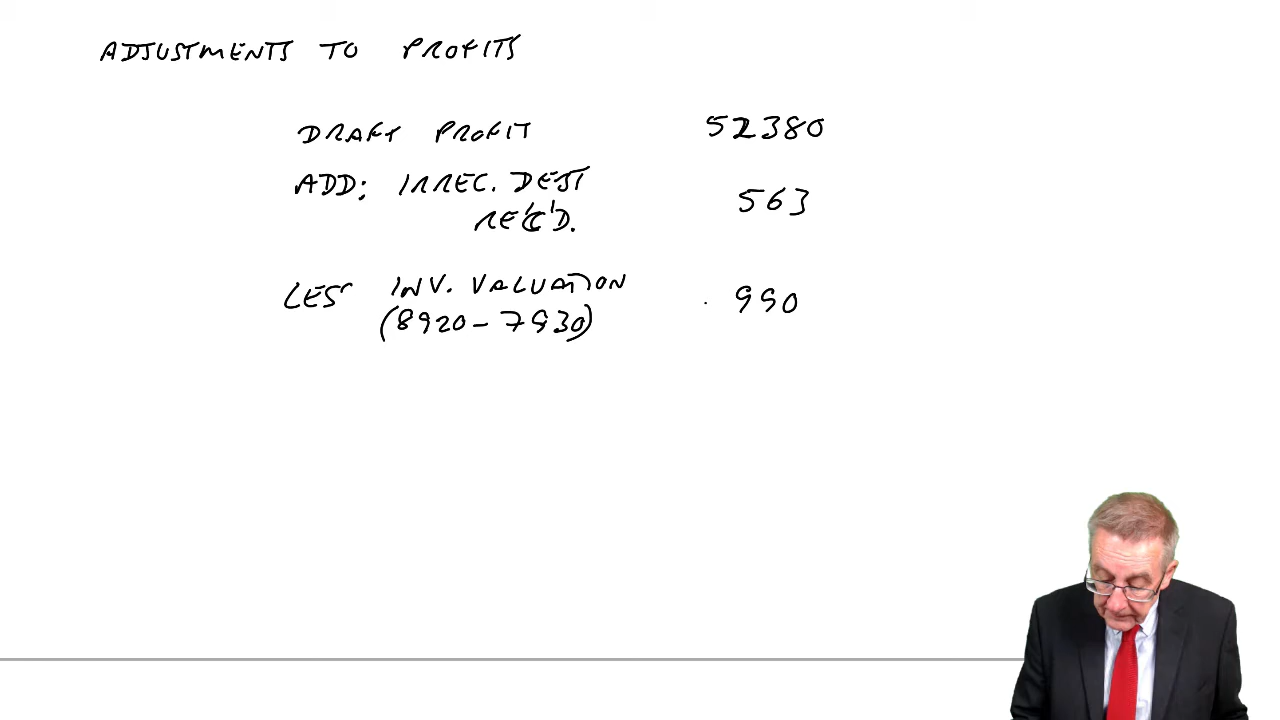 ADJUSTMENTS TO PROFITS
DRAFT PROFIT 52380
ADD: IRREC. DEBT 563
REC'D.
LESS INV. VALUATION 990
(8920 - 7930)